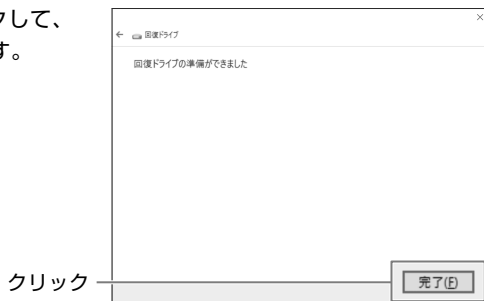 クして、
す。
← 回復ドライブ ×
回復ドライブの準備ができました
クリック
完了(F)